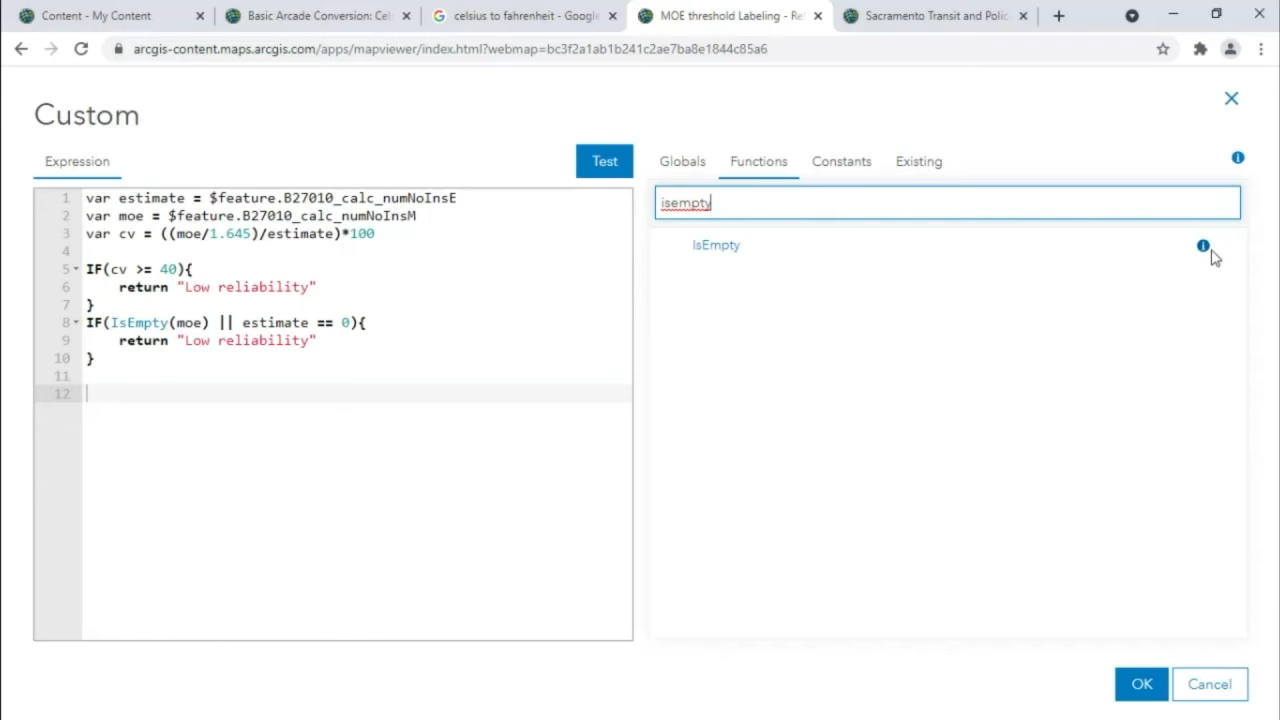 Content - My Content
Basic Arcade Conversion: Cel
celsius to fahrenheit - Google
MOE threshold Labeling - Re
Sacramento Transit and Polic
arcgis-content.maps.arcgis.com/apps/mapviewer/index.html?webmap=bc3f2a1ab1b241c2ae7ba8e1844c85a6
Custom
Expression
Test
Globals
Functions
Constants
Existing
1 var estimate = $feature.B27010_calc_numNoInsE
2 var moe = $feature.B27010_calc_numNoInsM
3 var cv = ((moe/1.645)/estimate)*100
4
5 IF(cv >= 40){
6 return "Low reliability"
7 }
8 IF(IsEmpty(moe) || estimate == 0){
9 return "Low reliability"
10 }
11
12
isempty
IsEmpty
OK
Cancel